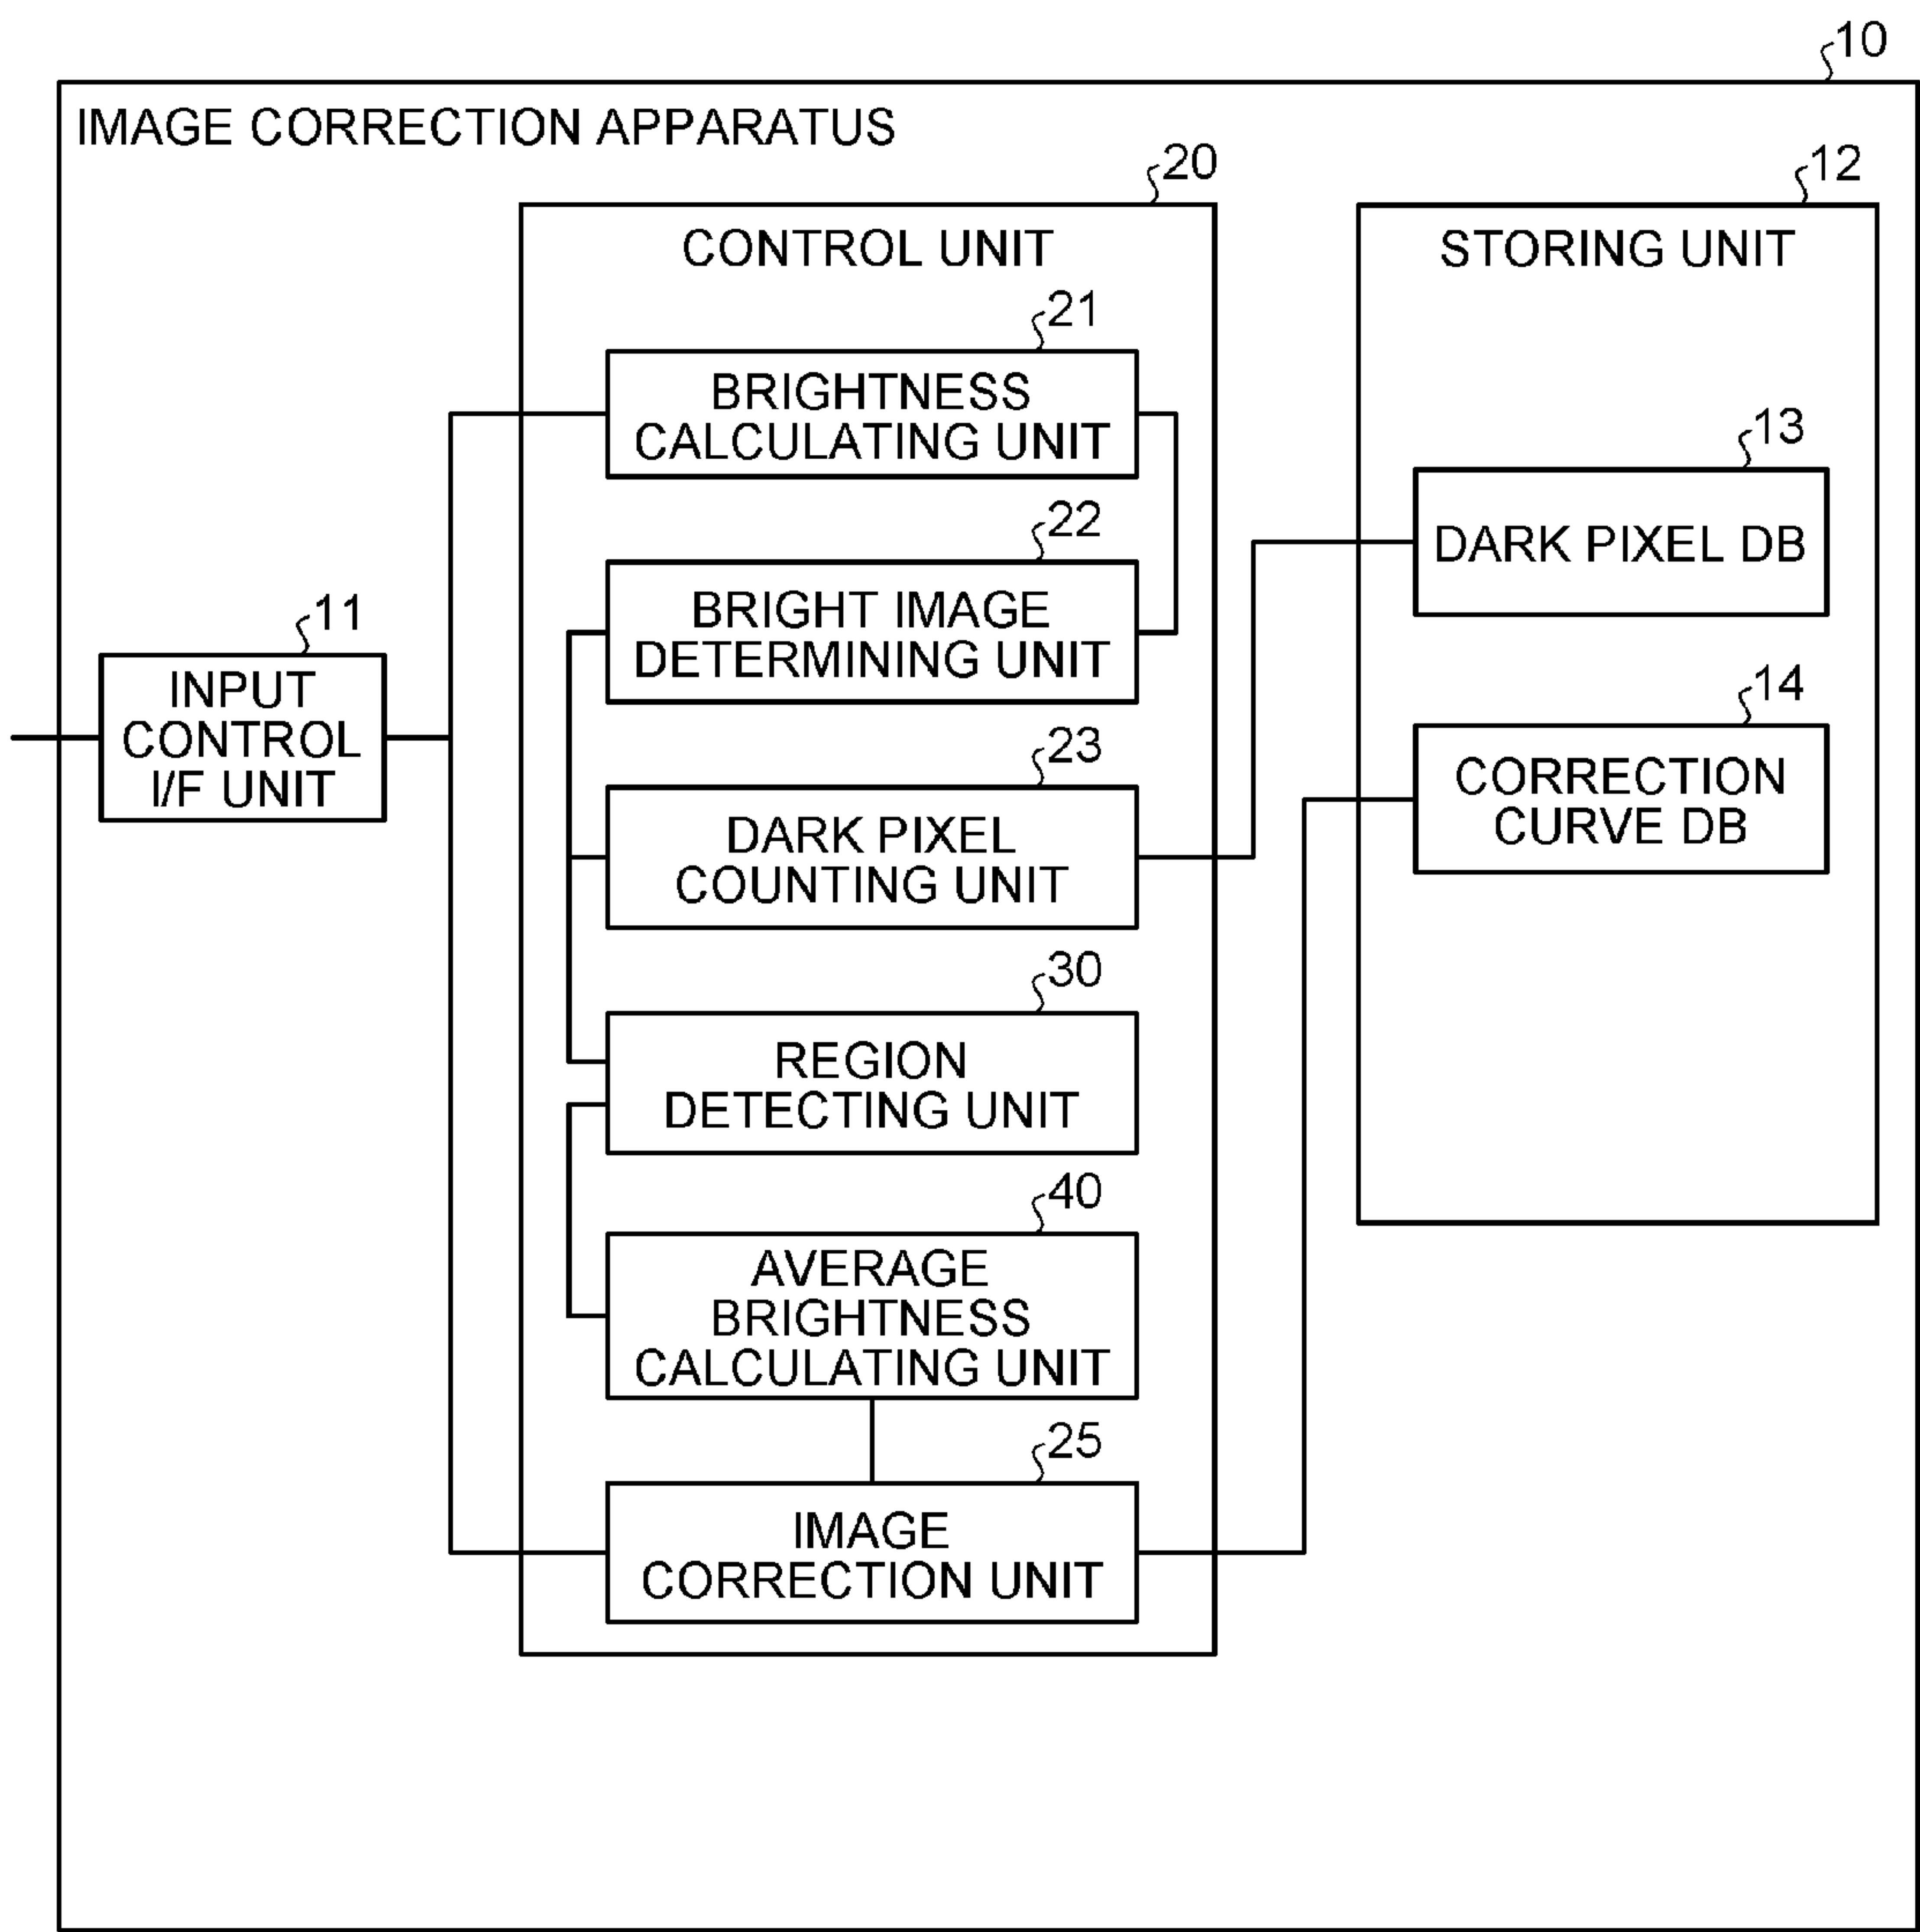 10
IMAGE CORRECTION APPARATUS
20
12
CONTROL UNIT
STORING UNIT
21
BRIGHTNESS
CALCULATING UNIT
13
DARK PIXEL DB
22
BRIGHT IMAGE
DETERMINING UNIT
11
INPUT
CONTROL
I/F UNIT
14
CORRECTION
CURVE DB
23
DARK PIXEL
COUNTING UNIT
30
REGION
DETECTING UNIT
40
AVERAGE
BRIGHTNESS
CALCULATING UNIT
25
IMAGE
CORRECTION UNIT